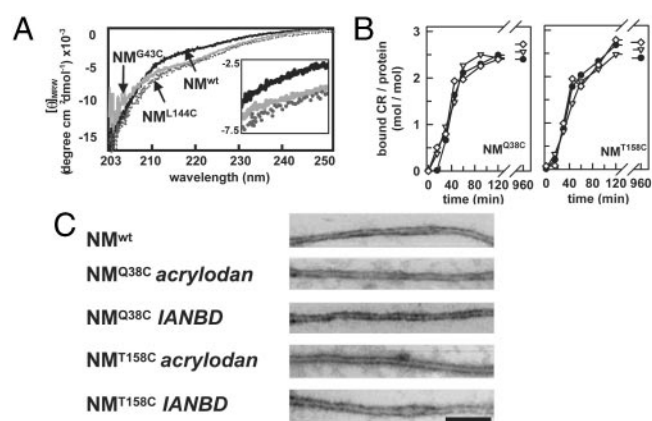 A
[θ]MRW
(degree cm² dmol⁻¹) x10⁻³
0
-5
-10
-15
NM^G43C
NM^wt
NM^L144C
-2.5
-7.5
203 210 220 230 240 250
wavelength (nm)
B
bound CR / protein
(mol / mol)
3
2
1
0
NM^Q38C
0 40 80 120 960
time (min)
NM^T158C
0 40 80 120 960
time (min)
C
NM^wt
NM^Q38C acrylodan
NM^Q38C IANBD
NM^T158C acrylodan
NM^T158C IANBD